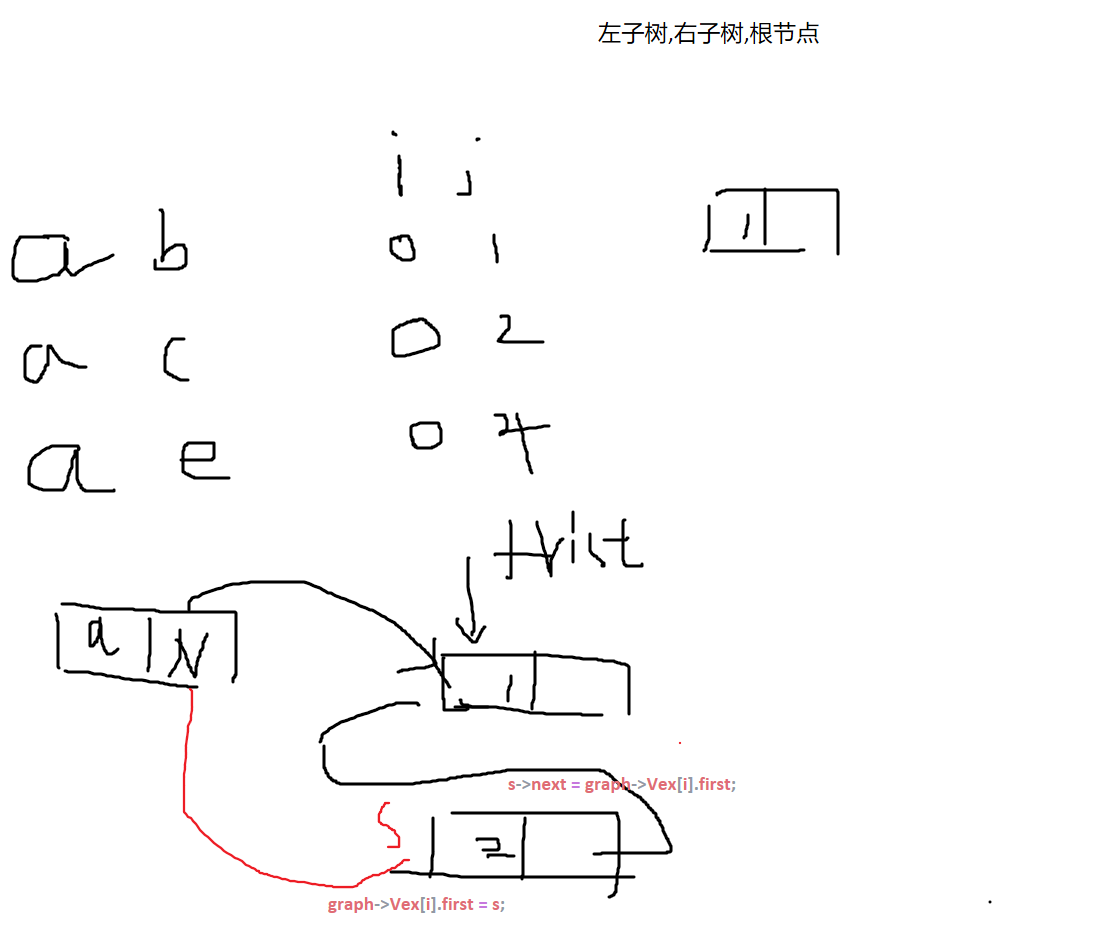 左子树,右子树,根节点
i j
a b 0 1 1
a c 0 2
a e 0 4
a N
1
s->next = graph->Vex[i].first;
S 2
graph->Vex[i].first = s;